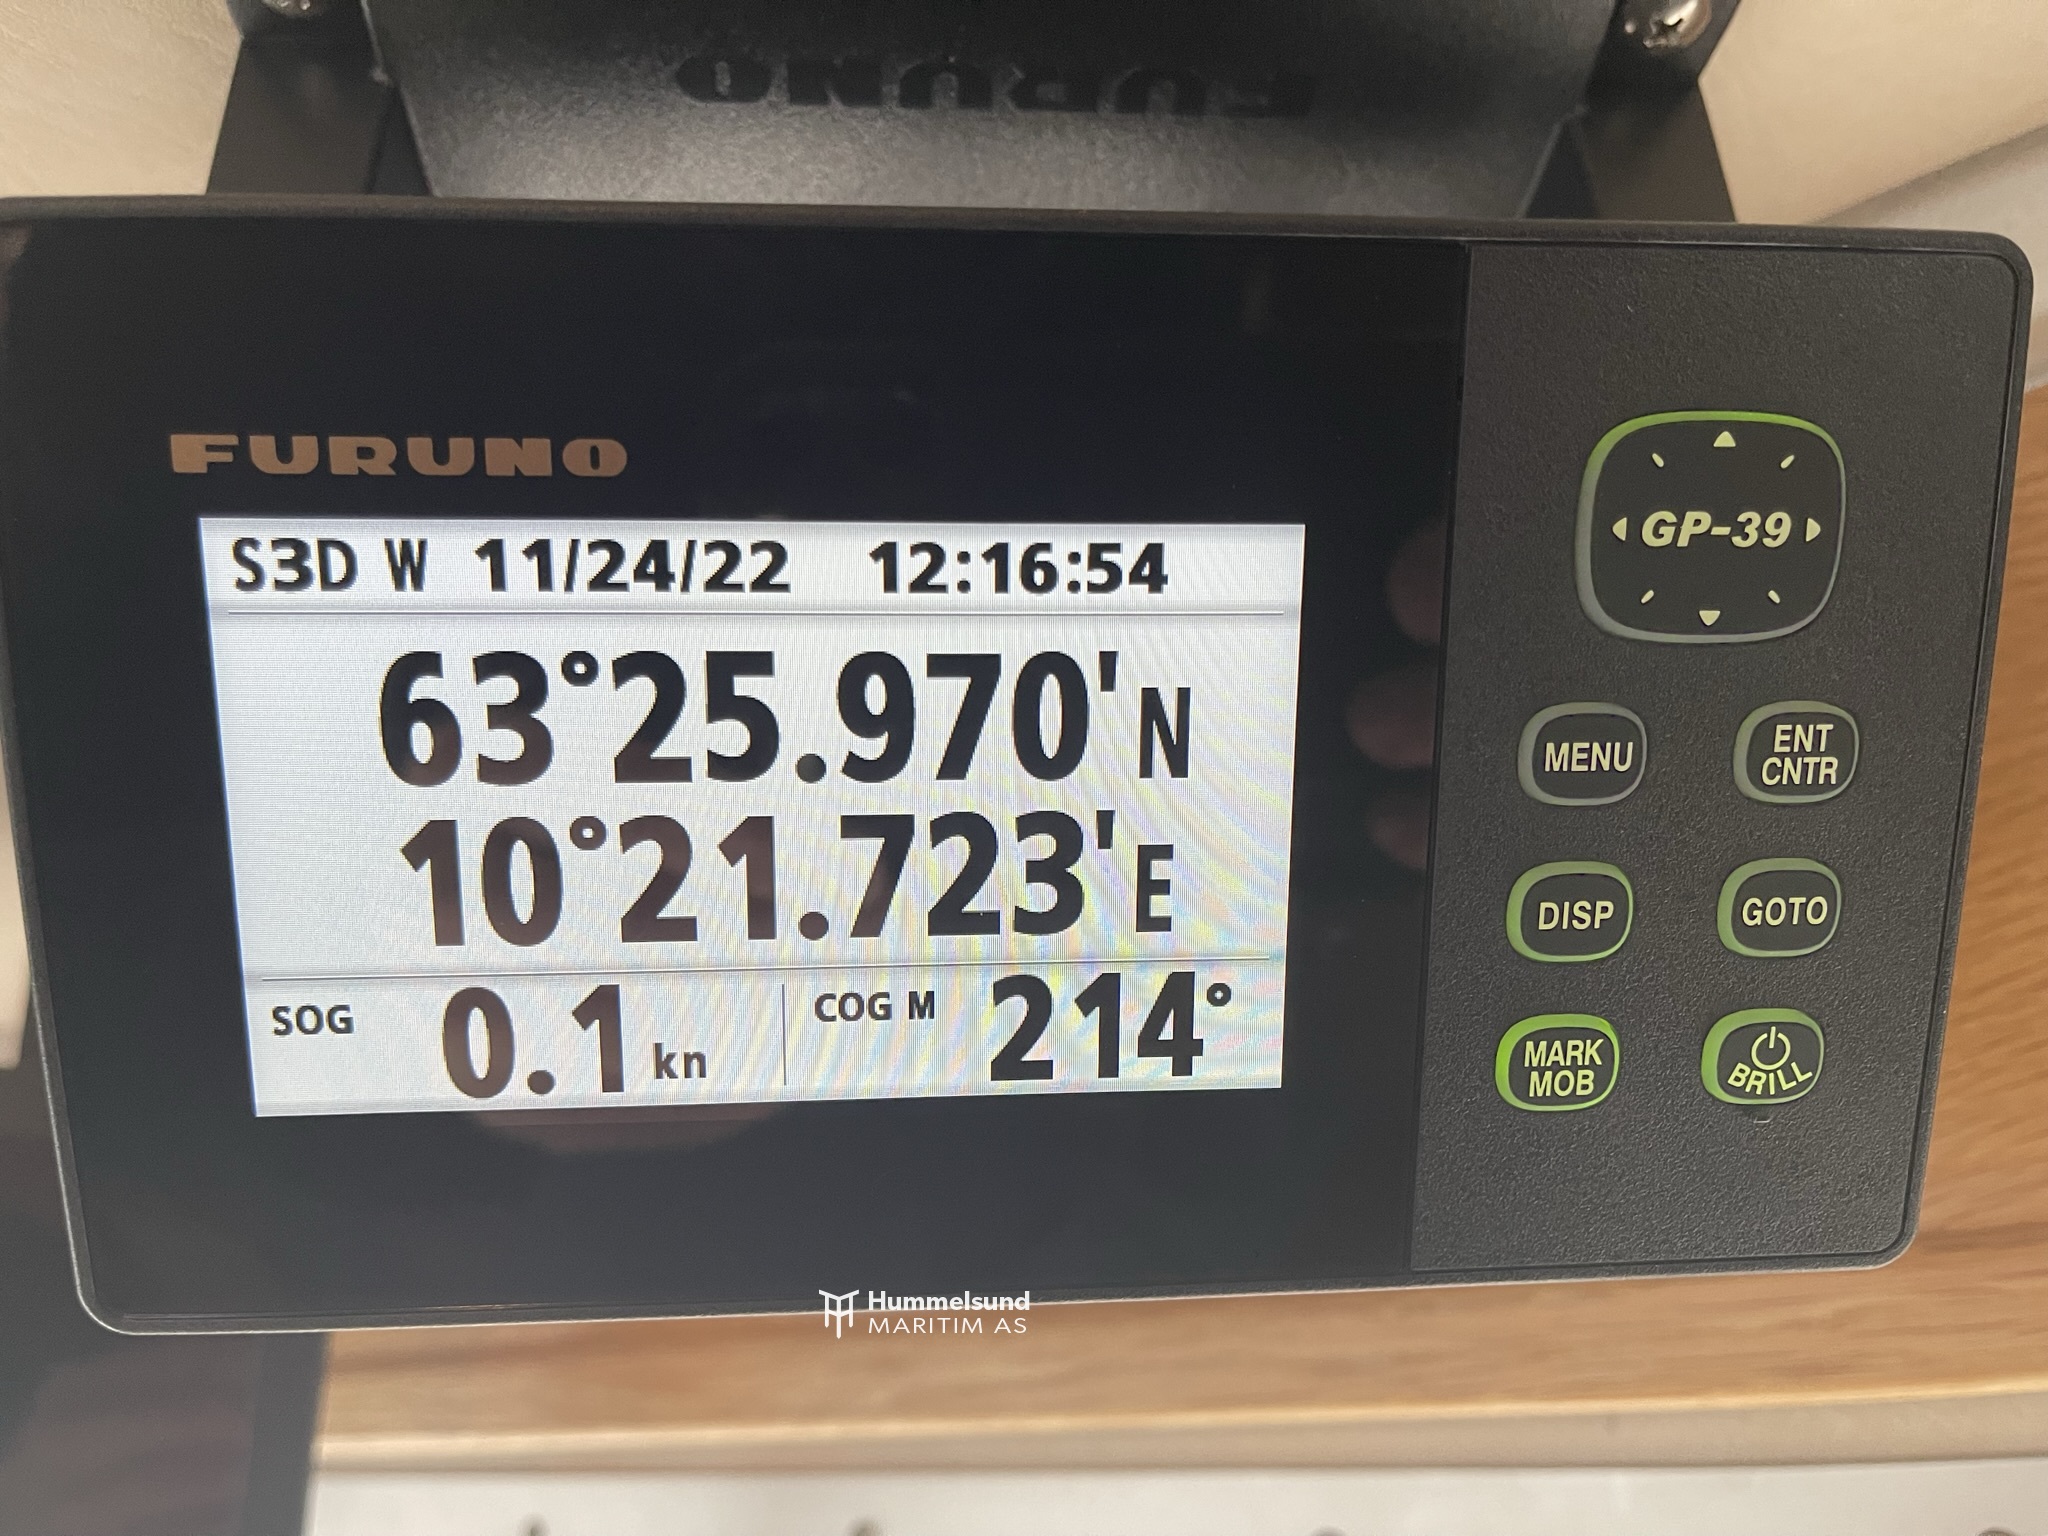 FURUNO
FURUNO
S3D W 11/24/22 12:16:54
63°25.970'N
10°21.723'E
SOG 0.1 kn COG M 214°
GP-39
MENU
ENT CNTR
DISP
GOTO
MARK MOB
BRILL
Hummelsund
MARITIM AS